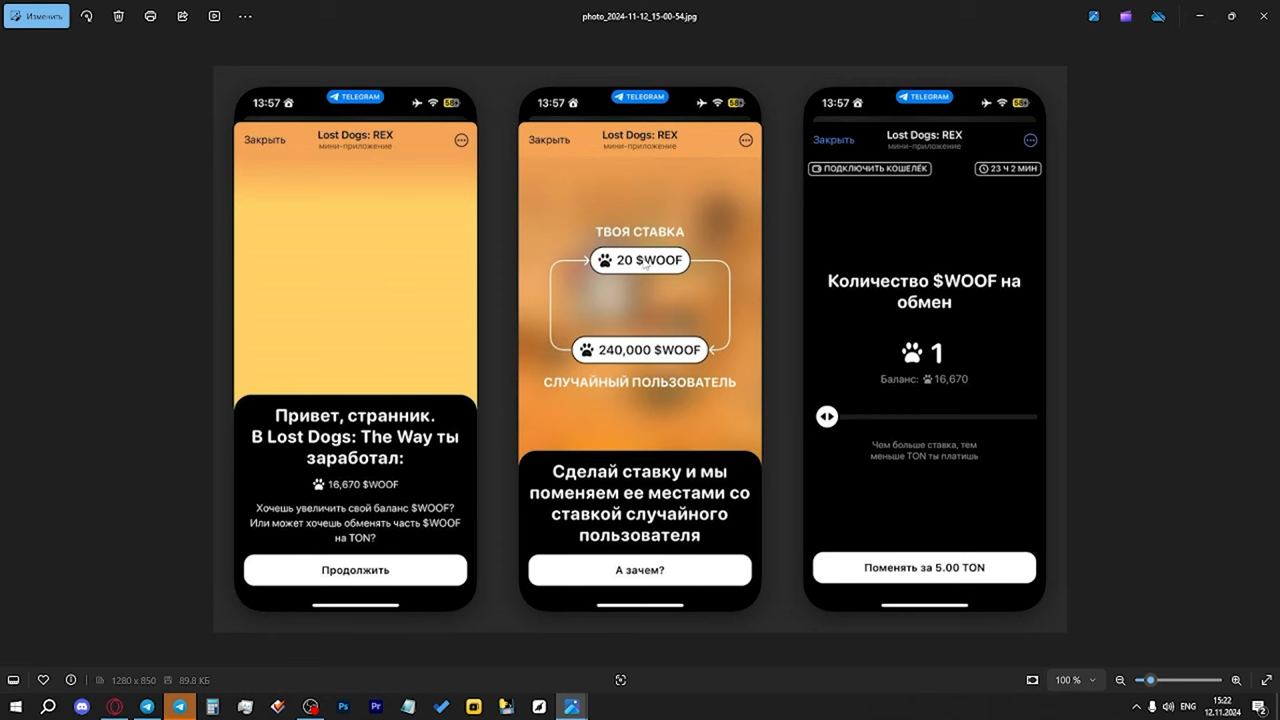 Изменить
photo_2024-11-12_15-00-54.jpg
13:57
TELEGRAM
58
Закрыть
Lost Dogs: REX
мини-приложение
Привет, странник.
В Lost Dogs: The Way ты
заработал:
16,670 $WOOF
Хочешь увеличить свой баланс $WOOF?
Или может хочешь обменять часть $WOOF
на TON?
Продолжить
13:57
TELEGRAM
58
Закрыть
Lost Dogs: REX
мини-приложение
ТВОЯ СТАВКА
20 $WOOF
240,000 $WOOF
СЛУЧАЙНЫЙ ПОЛЬЗОВАТЕЛЬ
Сделай ставку и мы
поменяем ее местами со
ставкой случайного
пользователя
А зачем?
13:57
TELEGRAM
58
Закрыть
Lost Dogs: REX
мини-приложение
ПОДКЛЮЧИТЬ КОШЕЛЁК
23 Ч 2 МИН
Количество $WOOF на
обмен
1
Баланс: 16,670
Чем больше ставка, тем
меньше TON ты платишь
Поменять за 5.00 TON
1280 x 850
89.8 КБ
100 %
Ps
Pr
ENG
15:22
12.11.2024
2